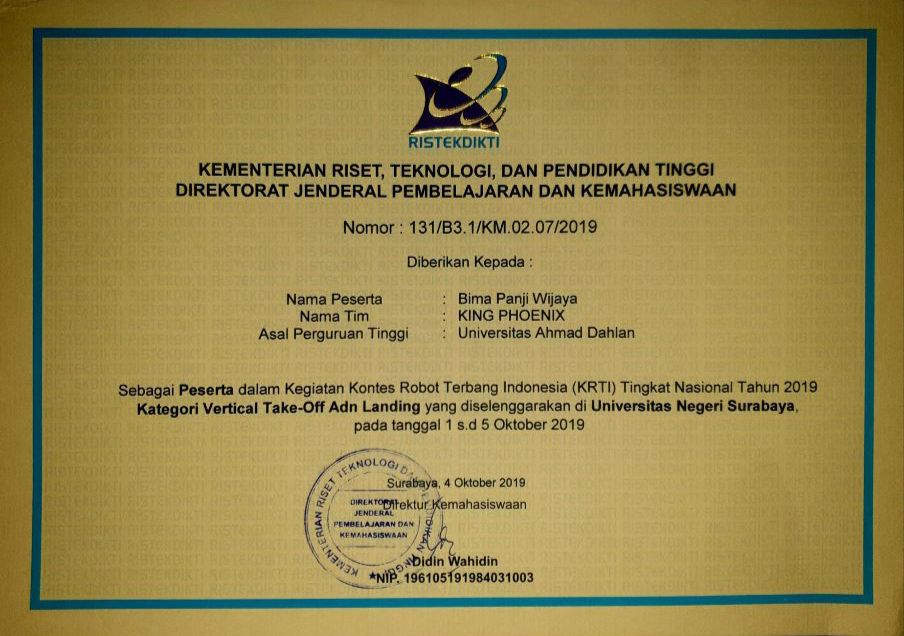 RISTEKDIKTI
KEMENTERIAN RISET, TEKNOLOGI, DAN PENDIDIKAN TINGGI
DIREKTORAT JENDERAL PEMBELAJARAN DAN KEMAHASISWAAN
Nomor : 131/B3.1/KM.02.07/2019
Diberikan Kepada :
Nama Peserta : Bima Panji Wijaya
Nama Tim : KING PHOENIX
Asal Perguruan Tinggi : Universitas Ahmad Dahlan
Sebagai Peserta dalam Kegiatan Kontes Robot Terbang Indonesia (KRTI) Tingkat Nasional Tahun 2019
Kategori Vertical Take-Off Adn Landing yang diselenggarakan di Universitas Negeri Surabaya,
pada tanggal 1 s.d 5 Oktober 2019
Surabaya, 4 Oktober 2019
Direktur Kemahasiswaan
KEMENTERIAN RISET TEKNOLOGI DAN PENDIDIKAN TINGGI
DIREKTORAT
JENDERAL
PEMBELAJARAN DAN
KEMAHASISWAAN
Didin Wahidin
NIP. 196105191984031003